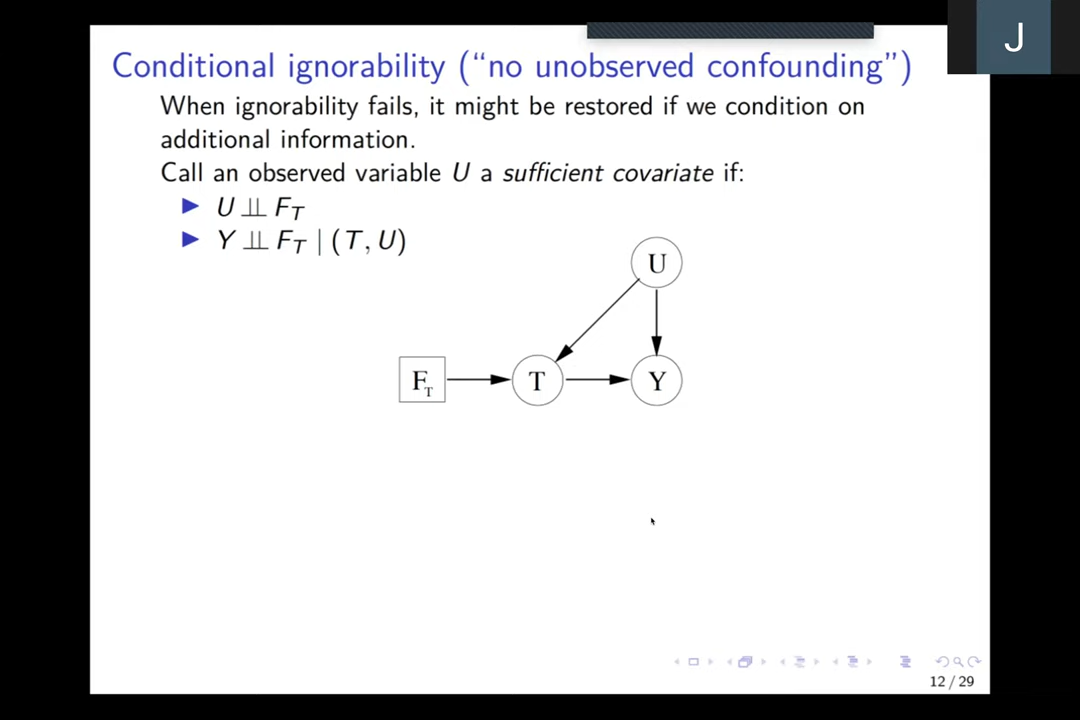 J
Conditional ignorability (“no unobserved confounding”)
When ignorability fails, it might be restored if we condition on
additional information.
Call an observed variable U a sufficient covariate if:
▶ U ⫫ F_T
▶ Y ⫫ F_T | (T, U)
U
F_T
T
Y
12 / 29